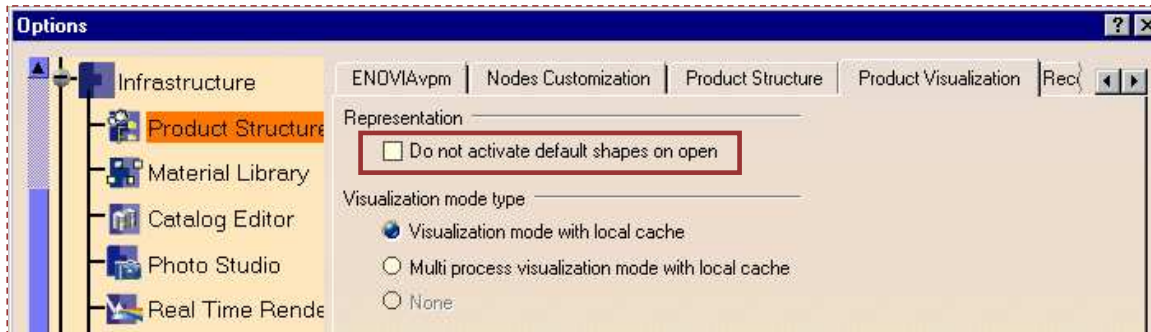 Options
Infrastructure
Product Structure
Material Library
Catalog Editor
Photo Studio
Real Time Rende
ENOVIAvpm
Nodes Customization
Product Structure
Product Visualization
Rec
Representation
Do not activate default shapes on open
Visualization mode type
Visualization mode with local cache
Multi process visualization mode with local cache
None